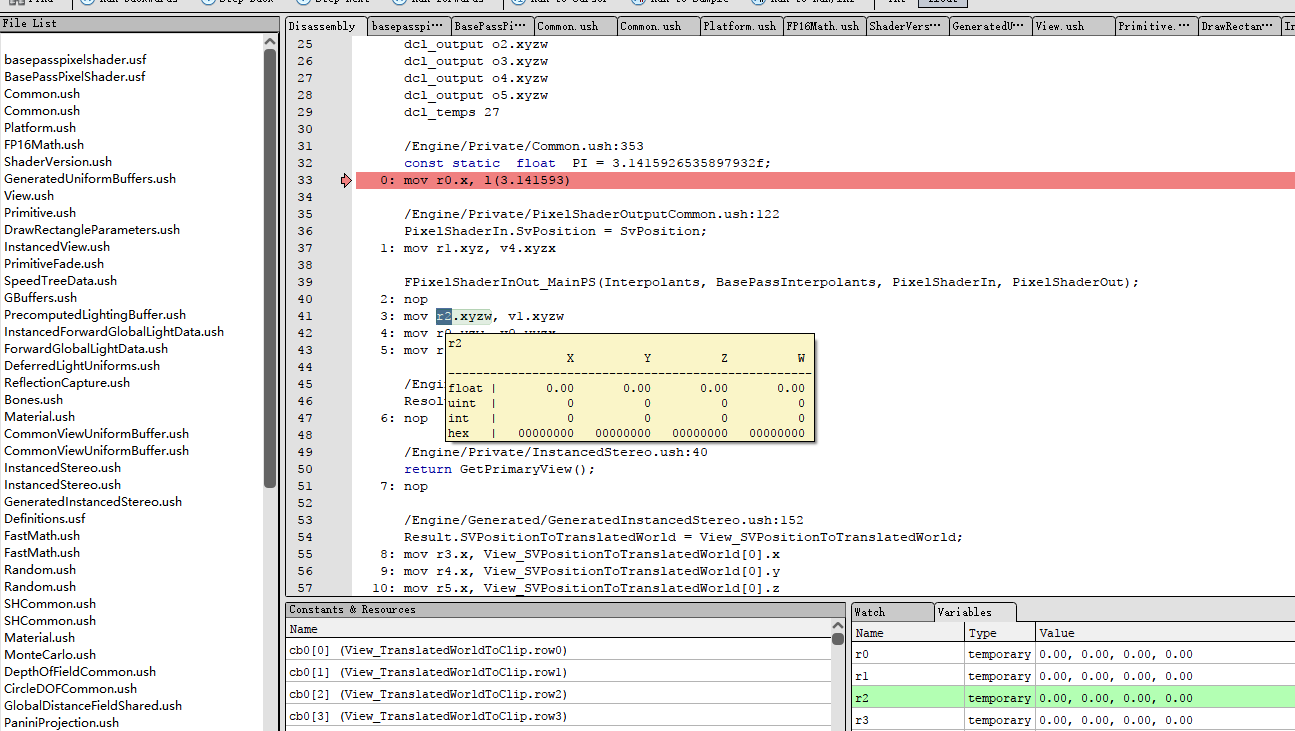 Find Run Backwards Step Back Step Next Run Forwards Run to Cursor Run to Sample Run to NaN/Inf Int Float
File List
basepasspixelshader.usf
BasePassPixelShader.usf
Common.ush
Common.ush
Platform.ush
FP16Math.ush
ShaderVersion.ush
GeneratedUniformBuffers.ush
View.ush
Primitive.ush
DrawRectangleParameters.ush
InstancedView.ush
PrimitiveFade.ush
SpeedTreeData.ush
GBuffers.ush
PrecomputedLightingBuffer.ush
InstancedForwardGlobalLightData.ush
ForwardGlobalLightData.ush
DeferredLightUniforms.ush
ReflectionCapture.ush
Bones.ush
Material.ush
CommonViewUniformBuffer.ush
CommonViewUniformBuffer.ush
InstancedStereo.ush
InstancedStereo.ush
GeneratedInstancedStereo.ush
Definitions.usf
FastMath.ush
FastMath.ush
Random.ush
Random.ush
SHCommon.ush
SHCommon.ush
Material.ush
MonteCarlo.ush
DepthOfFieldCommon.ush
CircleDOFCommon.ush
GlobalDistanceFieldShared.ush
PaniniProjection.ush
Disassembly basepasspi··· BasePassPi··· Common.ush Common.ush Platform.ush FP16Math.ush ShaderVers··· GeneratedU··· View.ush Primitive.··· DrawRectan···
25 dcl_output o2.xyzw
26 dcl_output o3.xyzw
27 dcl_output o4.xyzw
28 dcl_output o5.xyzw
29 dcl_temps 27
30
31 /Engine/Private/Common.ush:353
32 const static float PI = 3.1415926535897932f;
33 0: mov r0.x, l(3.141593)
34
35 /Engine/Private/PixelShaderOutputCommon.ush:122
36 PixelShaderIn.SvPosition = SvPosition;
37 1: mov r1.xyz, v4.xyzx
38
39 FPixelShaderInOut_MainPS(Interpolants, BasePassInterpolants, PixelShaderIn, PixelShaderOut);
40 2: nop
41 3: mov r2.xyzw, v1.xyzw
42 4: mov r0.yzw, v0.xyzx
43 5: mov r
44
45 /Engi
46 Resol
47 6: nop
48
49 /Engine/Private/InstancedStereo.ush:40
50 return GetPrimaryView();
51 7: nop
52
53 /Engine/Generated/GeneratedInstancedStereo.ush:152
54 Result.SVPositionToTranslatedWorld = View_SVPositionToTranslatedWorld;
55 8: mov r3.x, View_SVPositionToTranslatedWorld[0].x
56 9: mov r4.x, View_SVPositionToTranslatedWorld[0].y
57 10: mov r5.x, View_SVPositionToTranslatedWorld[0].z
r2
X Y Z W
float | 0.00 0.00 0.00 0.00
uint | 0 0 0 0
int | 0 0 0 0
hex | 00000000 00000000 00000000 00000000
Constants & Resources
Name
cb0[0] (View_TranslatedWorldToClip.row0)
cb0[1] (View_TranslatedWorldToClip.row1)
cb0[2] (View_TranslatedWorldToClip.row2)
cb0[3] (View_TranslatedWorldToClip.row3)
Watch Variables
Name Type Value
r0 temporary 0.00, 0.00, 0.00, 0.00
r1 temporary 0.00, 0.00, 0.00, 0.00
r2 temporary 0.00, 0.00, 0.00, 0.00
r3 temporary 0.00, 0.00, 0.00, 0.00